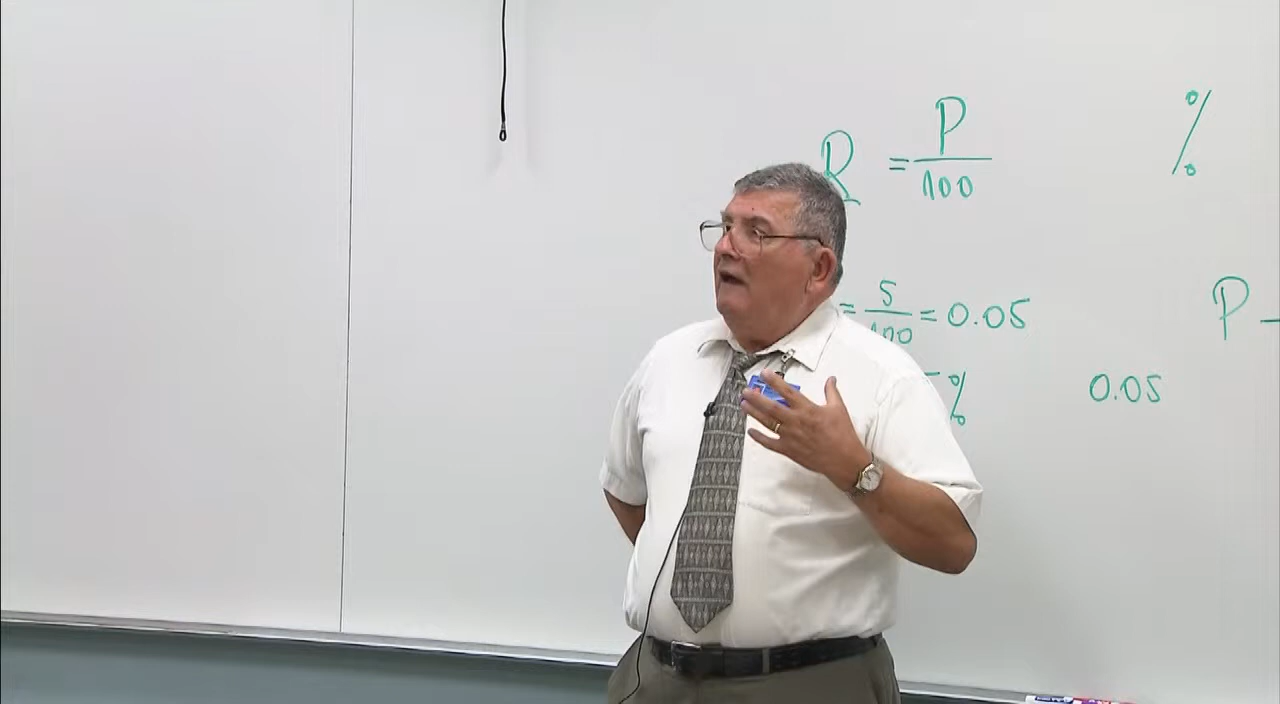 R = P/100
%
= 5/100 = 0.05
P –
% 0.05